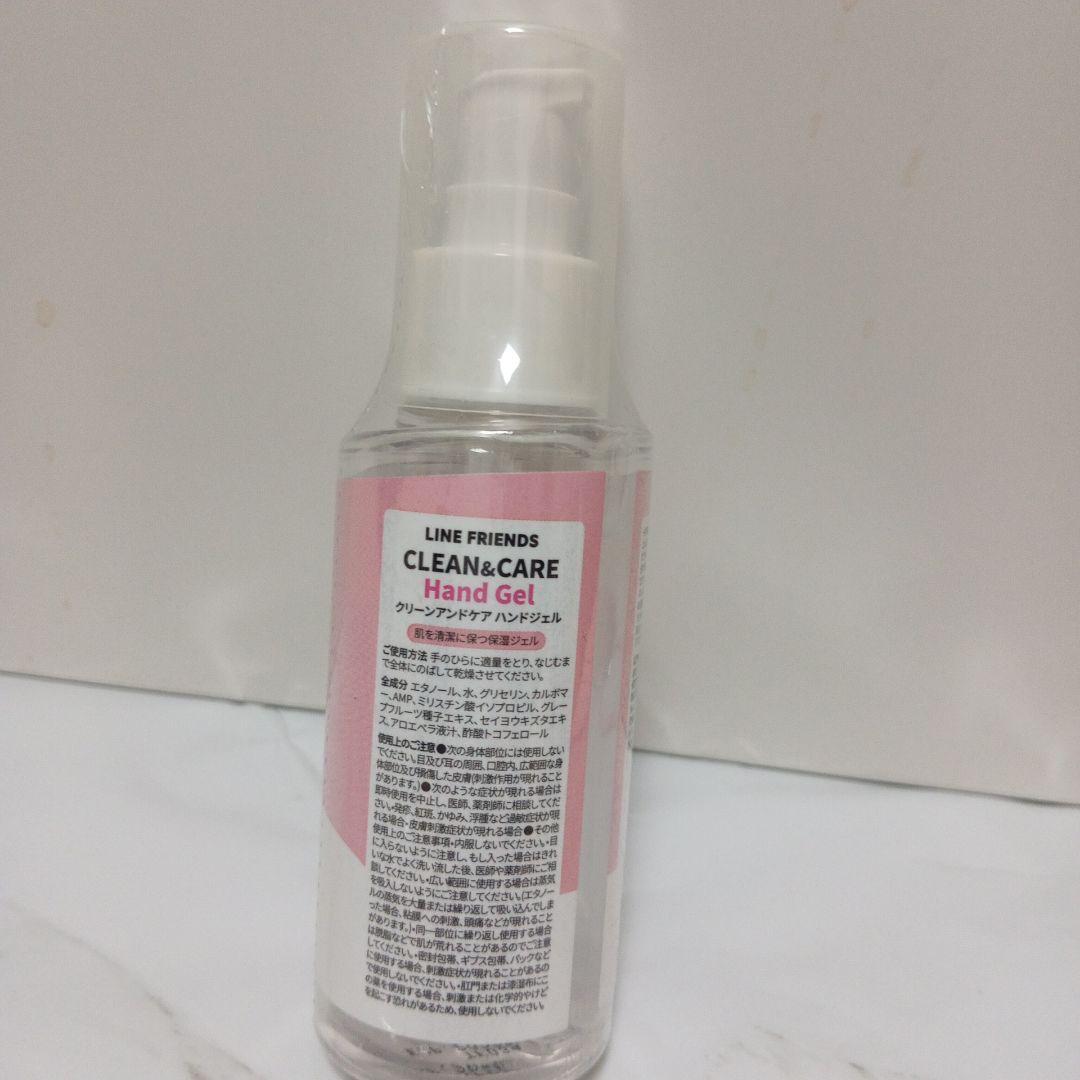 LINE FRIENDS
CLEAN&CARE
Hand Gel
クリーンアンドケア ハンドジェル
肌を清潔に保つ保湿ジェル
ご使用方法 手のひらに適量をとり、なじむま
で全体にのばして乾燥させてください。
全成分 エタノール、水、グリセリン、カルボマ
ー、AMP、ミリスチン酸イソプロピル、グレー
プフルーツ種子エキス、セイヨウキズタエキ
ス、アロエベラ液汁、酢酸トコフェロール
使用上のご注意●次の身体部位には使用しない
でください。目及び耳の周囲、口腔内、広範囲な身
体部位及び損傷した皮膚(刺激作用が現れること
があります。)●次のような症状が現れる場合は
即時使用を中止し、医師、薬剤師に相談してくだ
さい。•発疹、紅斑、かゆみ、浮腫など過敏症状が現
れる場合•皮膚刺激症状が現れる場合●その他
使用上のご注意事項•内服しないでください。•目
に入らないように注意し、もし入った場合はきれ
いな水でよく洗い流した後、医師や薬剤師にご相
談してください。•広い範囲に使用する場合は蒸気
を吸入しないようにご注意してください。(エタノー
ルの蒸気を大量または繰り返して吸い込んでしま
った場合、粘膜への刺激、頭痛などが現れること
があります。)•同一部位に繰り返し使用する場合
は脱脂などで肌が荒れることがあるのでご注意
してください。•密封包帯、ギプス包帯、パックなど
に使用する場合、刺激症状が現れることがあるの
で使用しないでください。•肛門または漆湿布にこ
の薬を使用する場合、刺激または化学的やけど
を起こす恐れがあるため、使用しないでください。